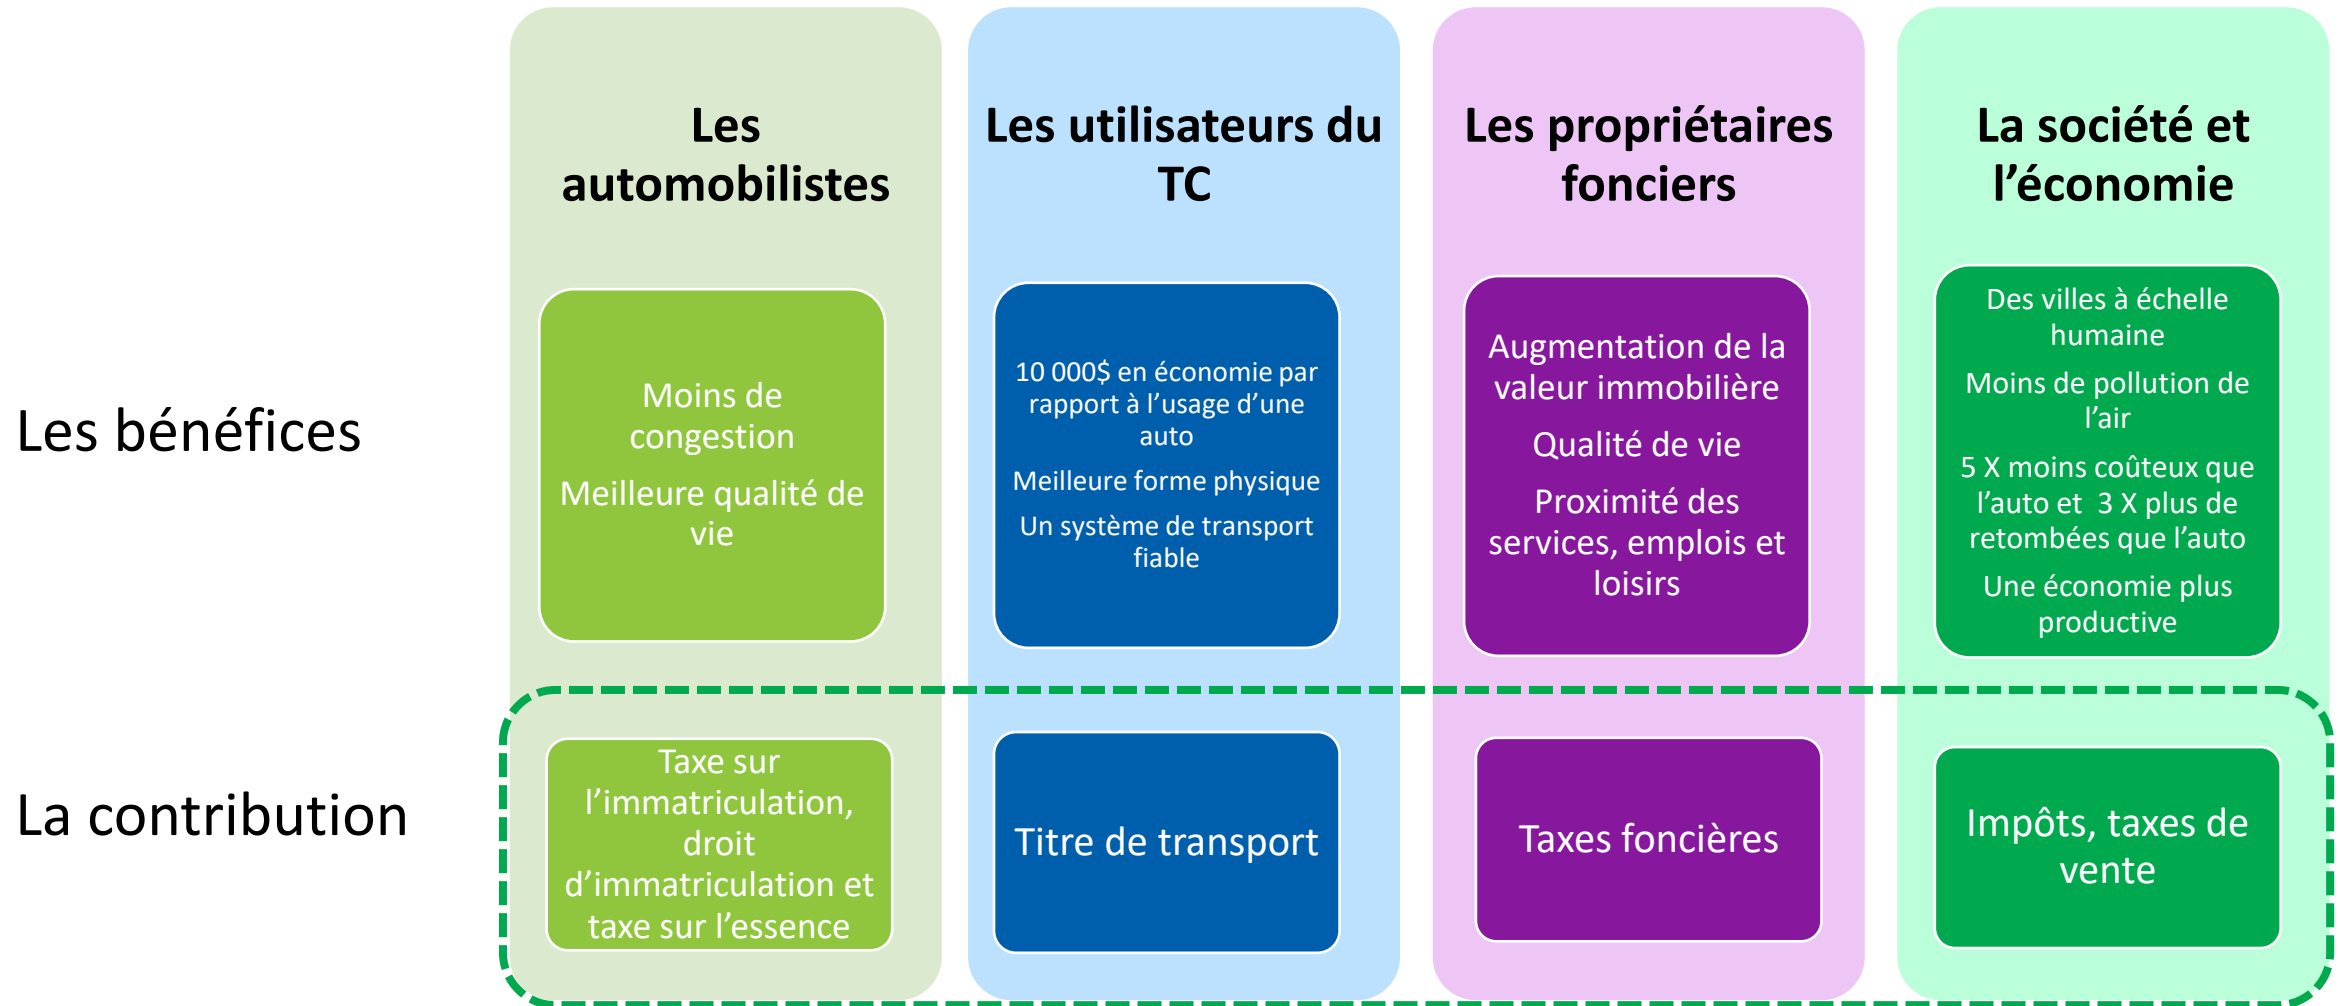 Les
automobilistes
Les utilisateurs du
TC
Les propriétaires
fonciers
La société et
l’économie
Les bénéfices
Moins de
congestion
Meilleure qualité de
vie
10 000$ en économie par
rapport à l’usage d’une
auto
Meilleure forme physique
Un système de transport
fiable
Augmentation de la
valeur immobilière
Qualité de vie
Proximité des
services, emplois et
loisirs
Des villes à échelle
humaine
Moins de pollution de
l’air
5 X moins coûteux que
l’auto et  3 X plus de
retombées que l’auto
Une économie plus
productive
La contribution
Taxe sur
l’immatriculation,
droit
d’immatriculation et
taxe sur l’essence
Titre de transport
Taxes foncières
Impôts, taxes de
vente